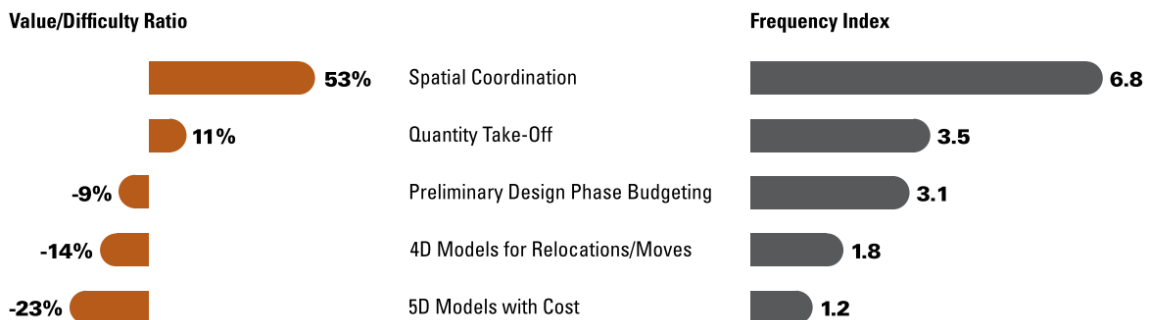 Value/Difficulty Ratio
Frequency Index
53%
Spatial Coordination
6.8
11%
Quantity Take-Off
3.5
-9%
Preliminary Design Phase Budgeting
3.1
-14%
4D Models for Relocations/Moves
1.8
-23%
5D Models with Cost
1.2